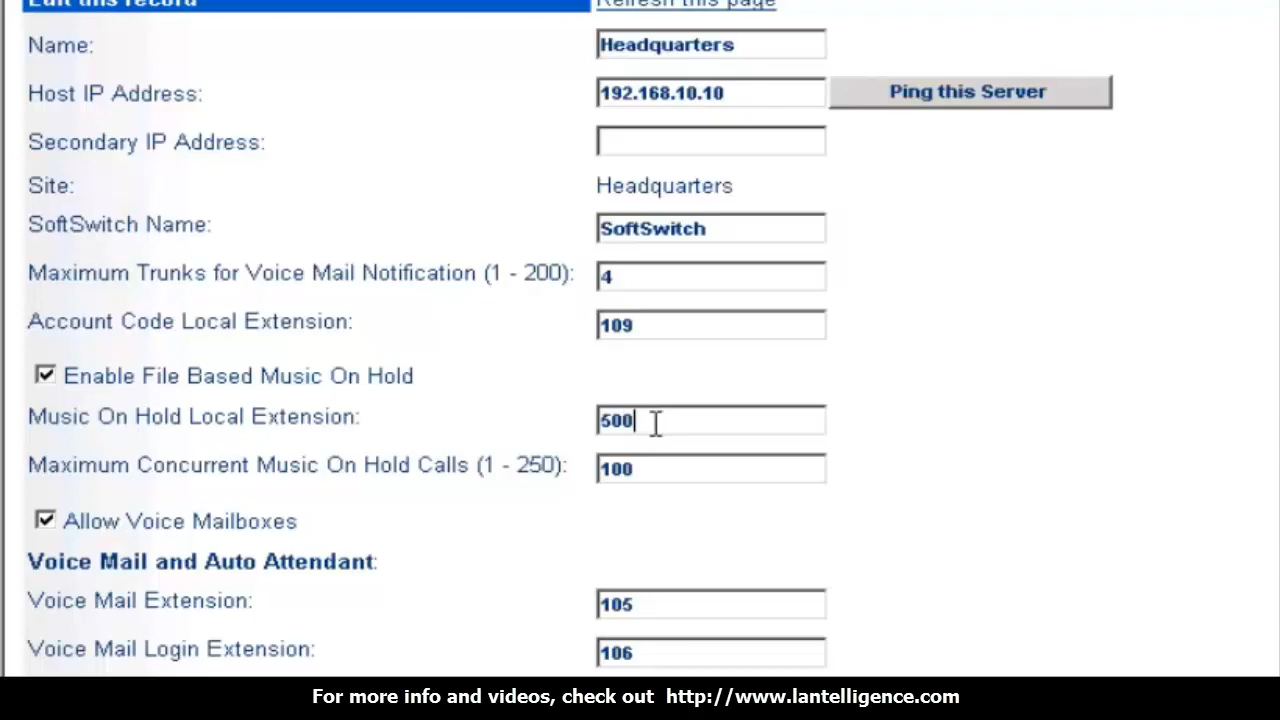 Edit this record
Refresh this page
Name: Headquarters
Host IP Address: 192.168.10.10 Ping this Server
Secondary IP Address:
Site: Headquarters
SoftSwitch Name: SoftSwitch
Maximum Trunks for Voice Mail Notification (1 - 200): 4
Account Code Local Extension: 109
Enable File Based Music On Hold
Music On Hold Local Extension: 500
Maximum Concurrent Music On Hold Calls (1 - 250): 100
Allow Voice Mailboxes
Voice Mail and Auto Attendant:
Voice Mail Extension: 105
Voice Mail Login Extension: 106
For more info and videos, check out http://www.lantelligence.com